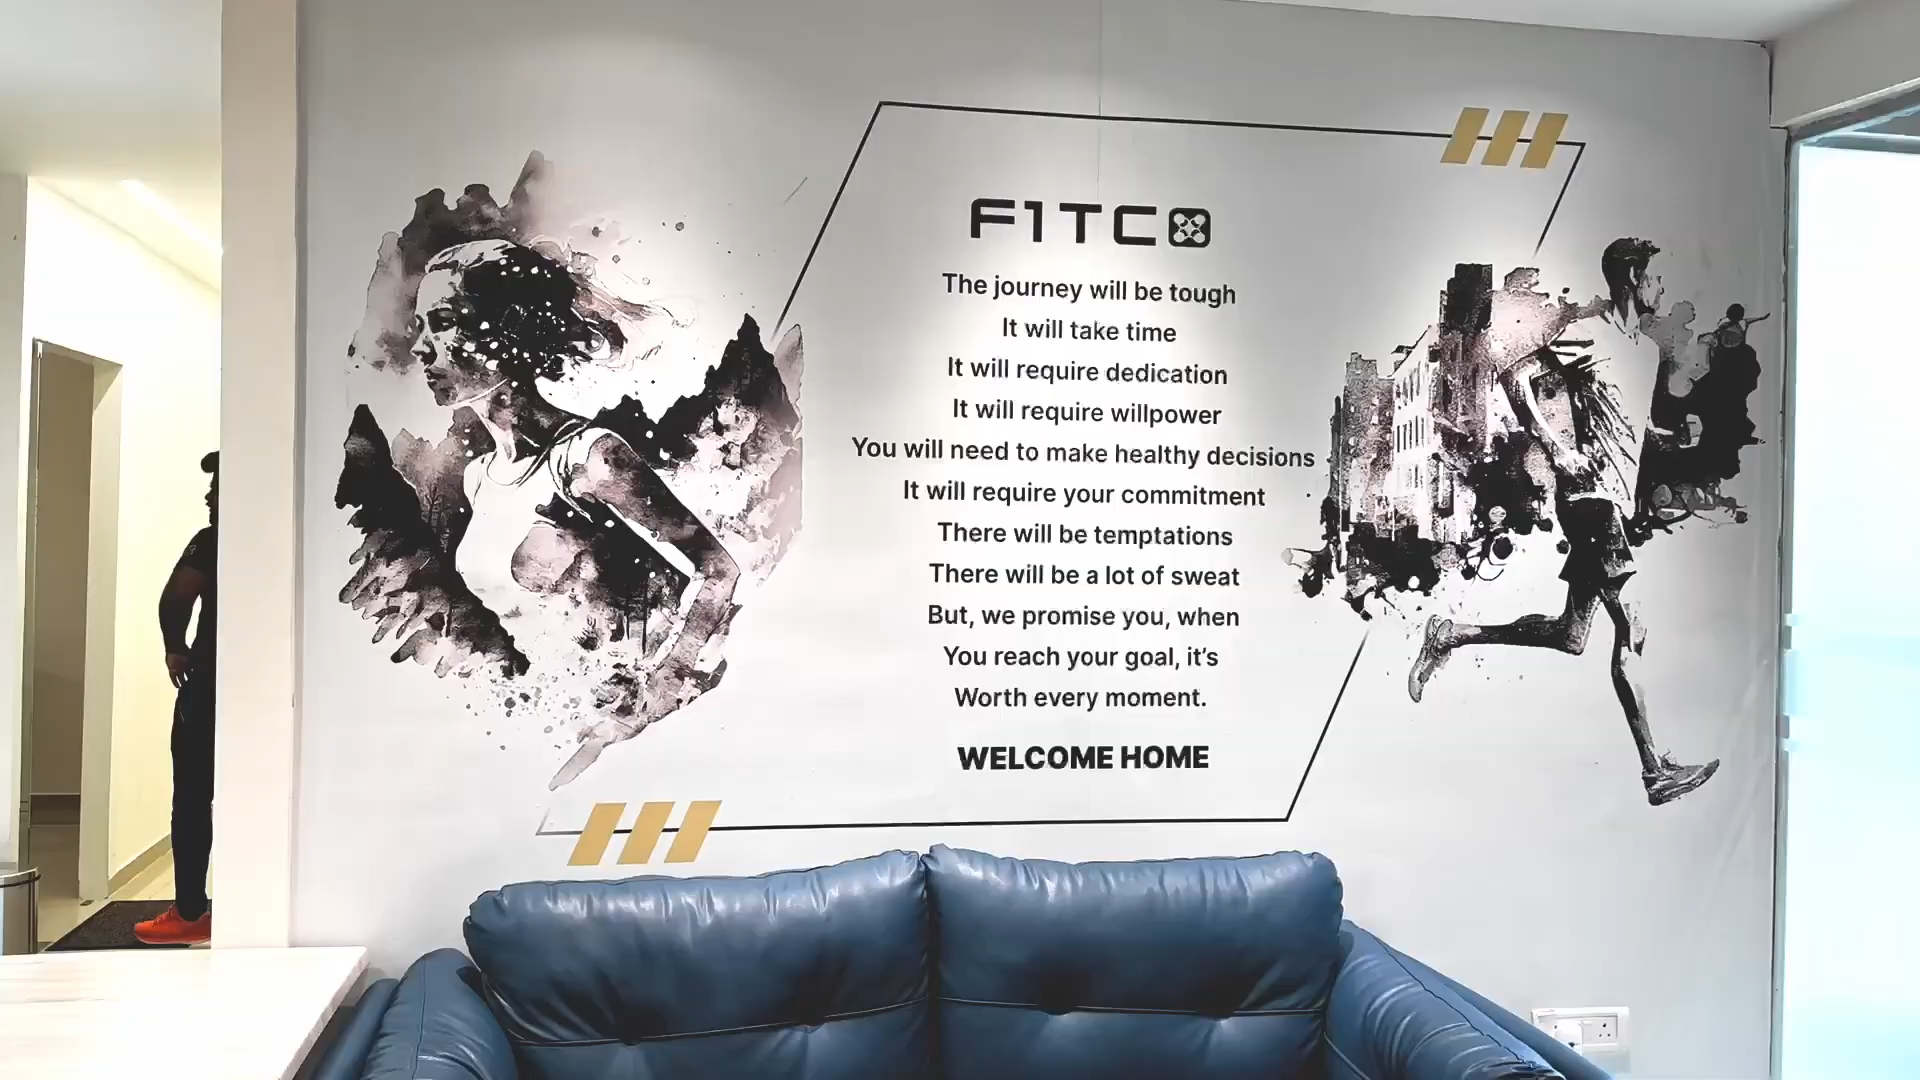 F1TCO
The journey will be tough
It will take time
It will require dedication
It will require willpower
You will need to make healthy decisions
It will require your commitment
There will be temptations
There will be a lot of sweat
But, we promise you, when
You reach your goal, it’s
Worth every moment.
WELCOME HOME